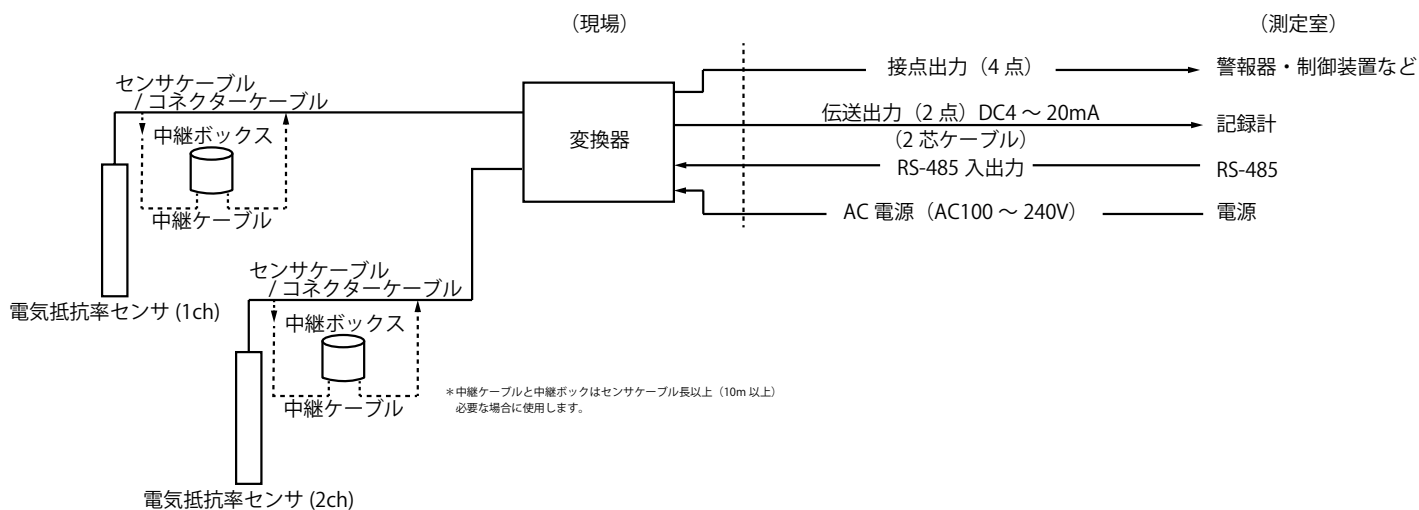 （現場）
（測定室）
センサケーブル
/ コネクターケーブル
中継ボックス
中継ケーブル
電気抵抗率センサ (1ch)
変換器
接点出力（4 点）
警報器・制御装置など
伝送出力（2 点）DC4 ～ 20mA
（2 芯ケーブル）
記録計
RS-485 入出力
RS-485
AC 電源（AC100 ～ 240V）
電源
センサケーブル
/ コネクターケーブル
中継ボックス
中継ケーブル
電気抵抗率センサ (2ch)
＊中継ケーブルと中継ボックはセンサケーブル長以上（10m 以上）
必要な場合に使用します。